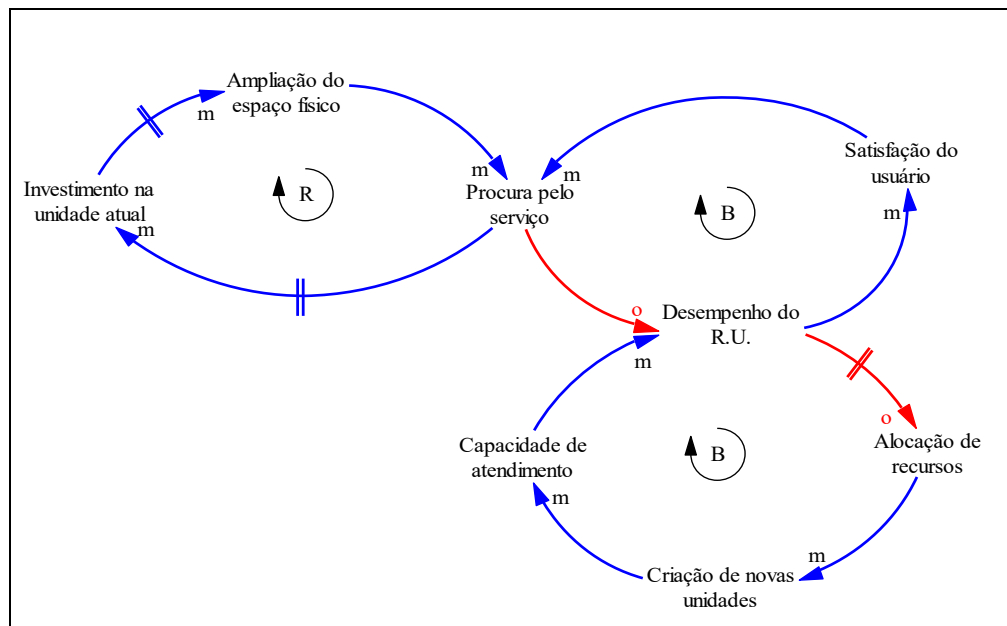 Ampliação do
espaço físico
m
Investimento na
unidade atual
m
R
m
Procura pelo
serviço
m
B
Satisfação do
usuário
m
o
Desempenho do
R.U.
m
o
Alocação de
recursos
Capacidade de
atendimento
m
B
m
Criação de novas
unidades